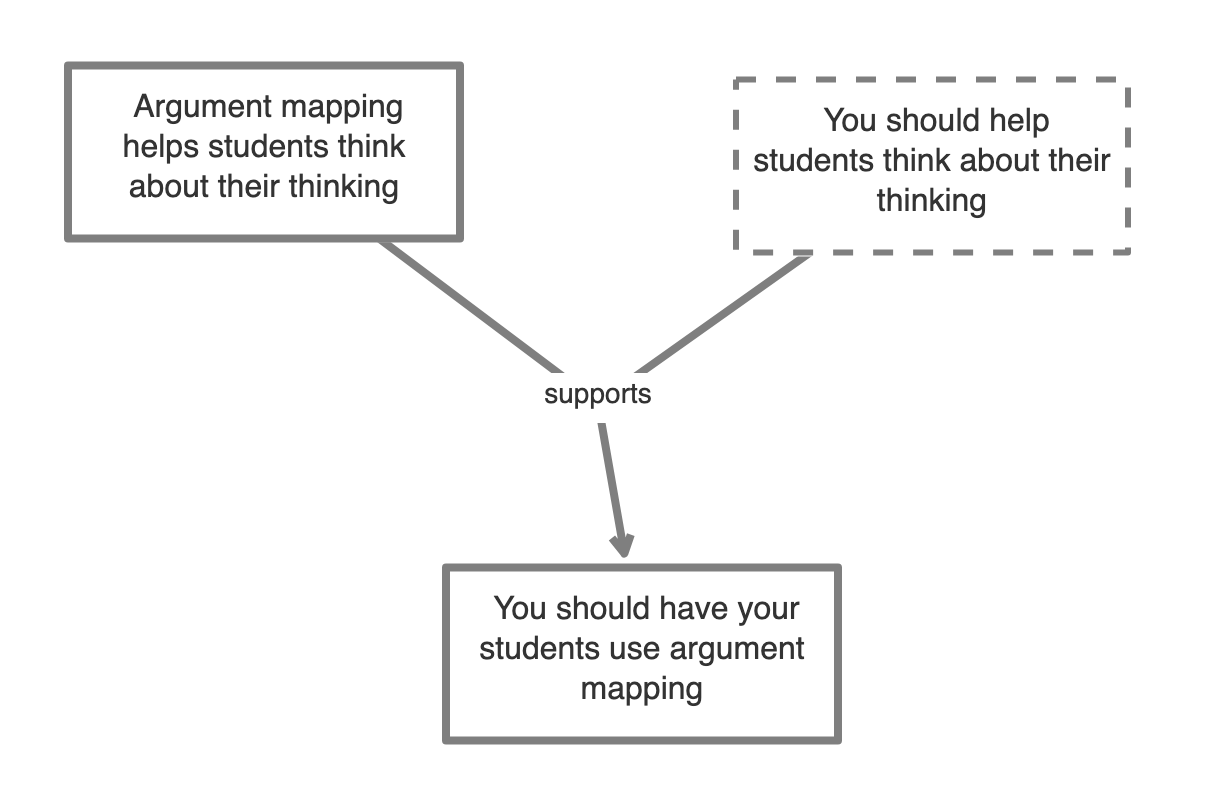 Argument mapping
helps students think
about their thinking
You should help
students think about their
thinking
supports
You should have your
students use argument
mapping